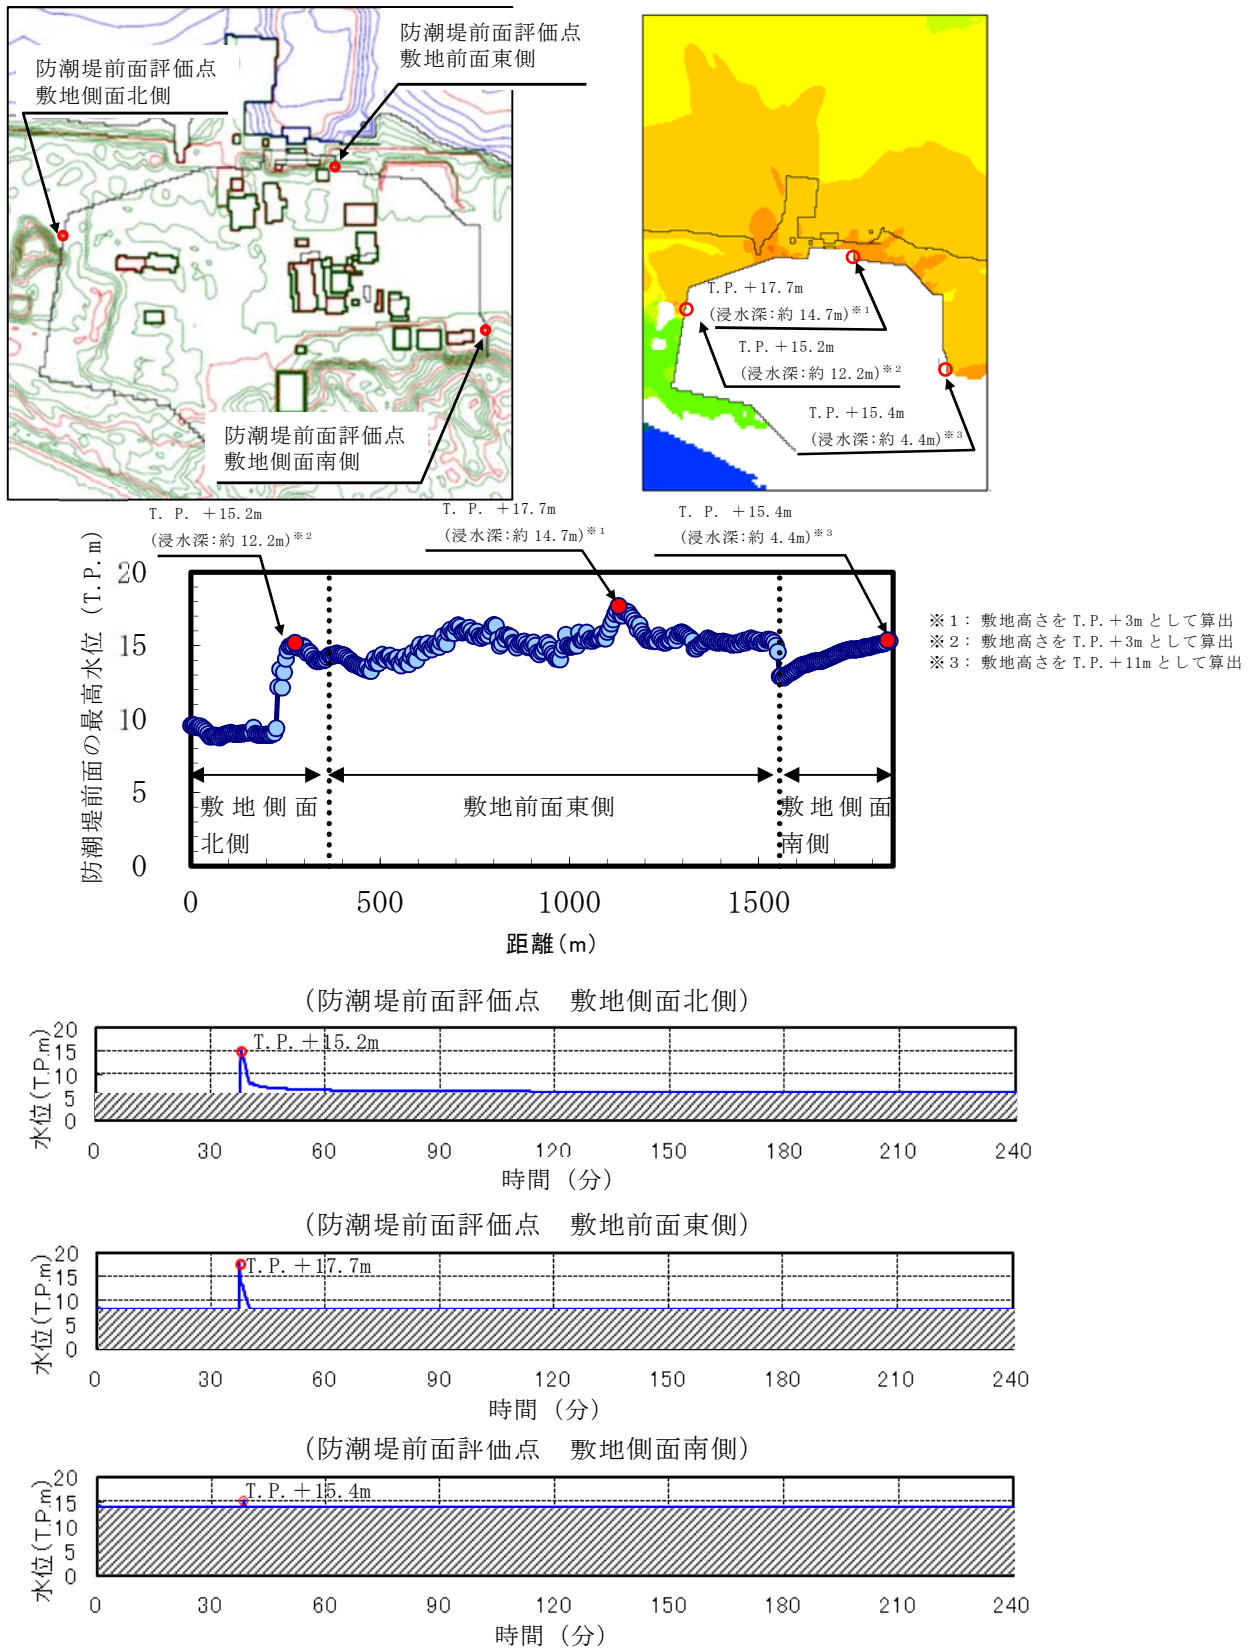 防潮堤前面評価点
敷地側面北側
防潮堤前面評価点
敷地前面東側
防潮堤前面評価点
敷地側面南側
T.P.＋17.7m
(浸水深:約 14.7m)※1
T.P.＋15.2m
(浸水深:約 12.2m)※2
T.P.＋15.4m
(浸水深:約 4.4m)※3
T. P. ＋15.2m
(浸水深:約 12.2m)※2
T. P. ＋17.7m
(浸水深:約 14.7m)※1
T. P. ＋15.4m
(浸水深:約 4.4m)※3
防潮堤前面の最高水位 (T.P.m)
20
15
10
5
0
敷地側面
北側
敷地前面東側
敷地側面
南側
0 500 1000 1500
距離(m)
※1： 敷地高さを T.P.＋3m として算出
※2： 敷地高さを T.P.＋3m として算出
※3： 敷地高さを T.P.＋11m として算出
(防潮堤前面評価点　敷地側面北側)
水位(T.P.m)
20
15
10
5
0
T.P.＋15.2m
0 30 60 90 120 150 180 210 240
時間 (分)
(防潮堤前面評価点　敷地前面東側)
水位(T.P.m)
20
15
10
5
0
T.P.＋17.7m
0 30 60 90 120 150 180 210 240
時間 (分)
(防潮堤前面評価点　敷地側面南側)
水位(T.P.m)
20
15
10
5
0
T.P.＋15.4m
0 30 60 90 120 150 180 210 240
時間 (分)